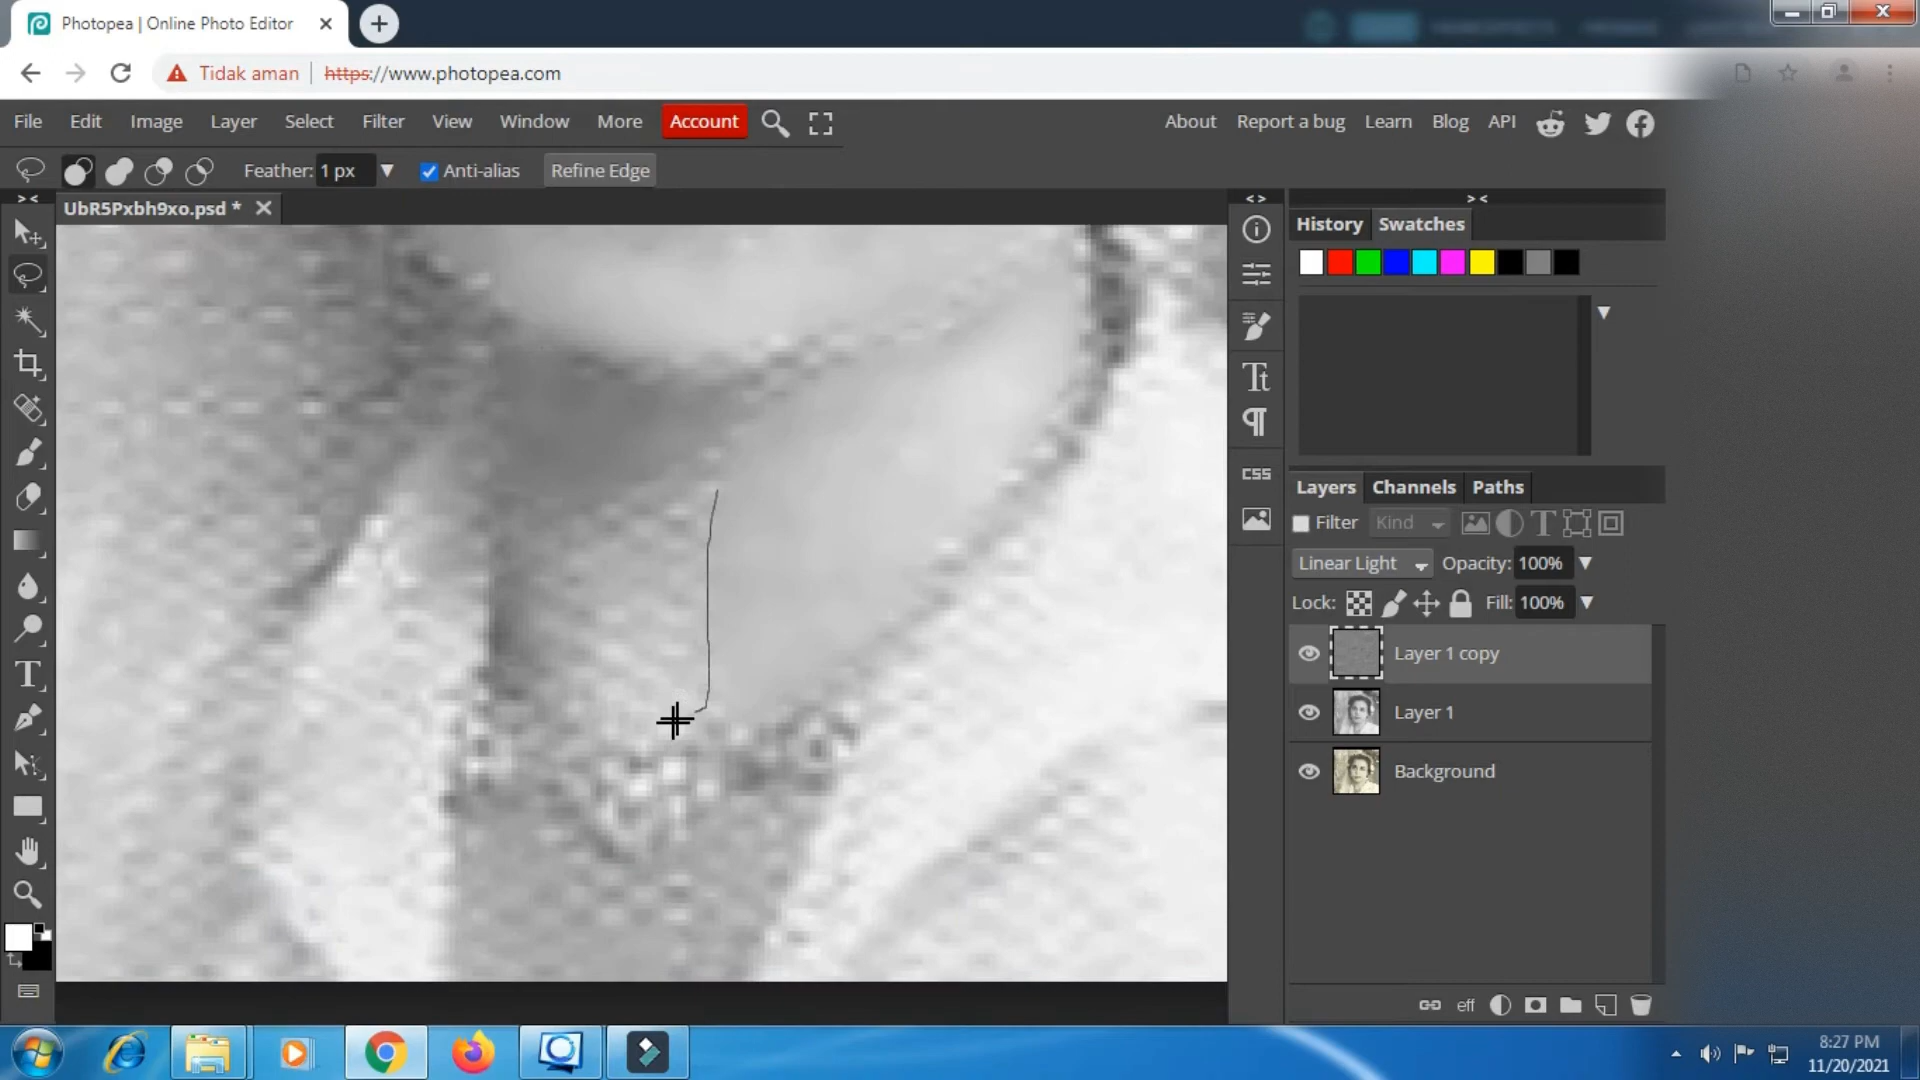 Photopea | Online Photo Editor
Tidak aman
https://www.photopea.com
File Edit Image Layer Select Filter View Window More Account
About Report a bug Learn Blog API
Feather: 1 px
Anti-alias
Refine Edge
UbR5Pxbh9xo.psd *
History Swatches
CSS
Layers Channels Paths
Filter Kind
Linear Light Opacity: 100%
Lock: Fill: 100%
Layer 1 copy
Layer 1
Background
eff
8:27 PM
11/20/2021